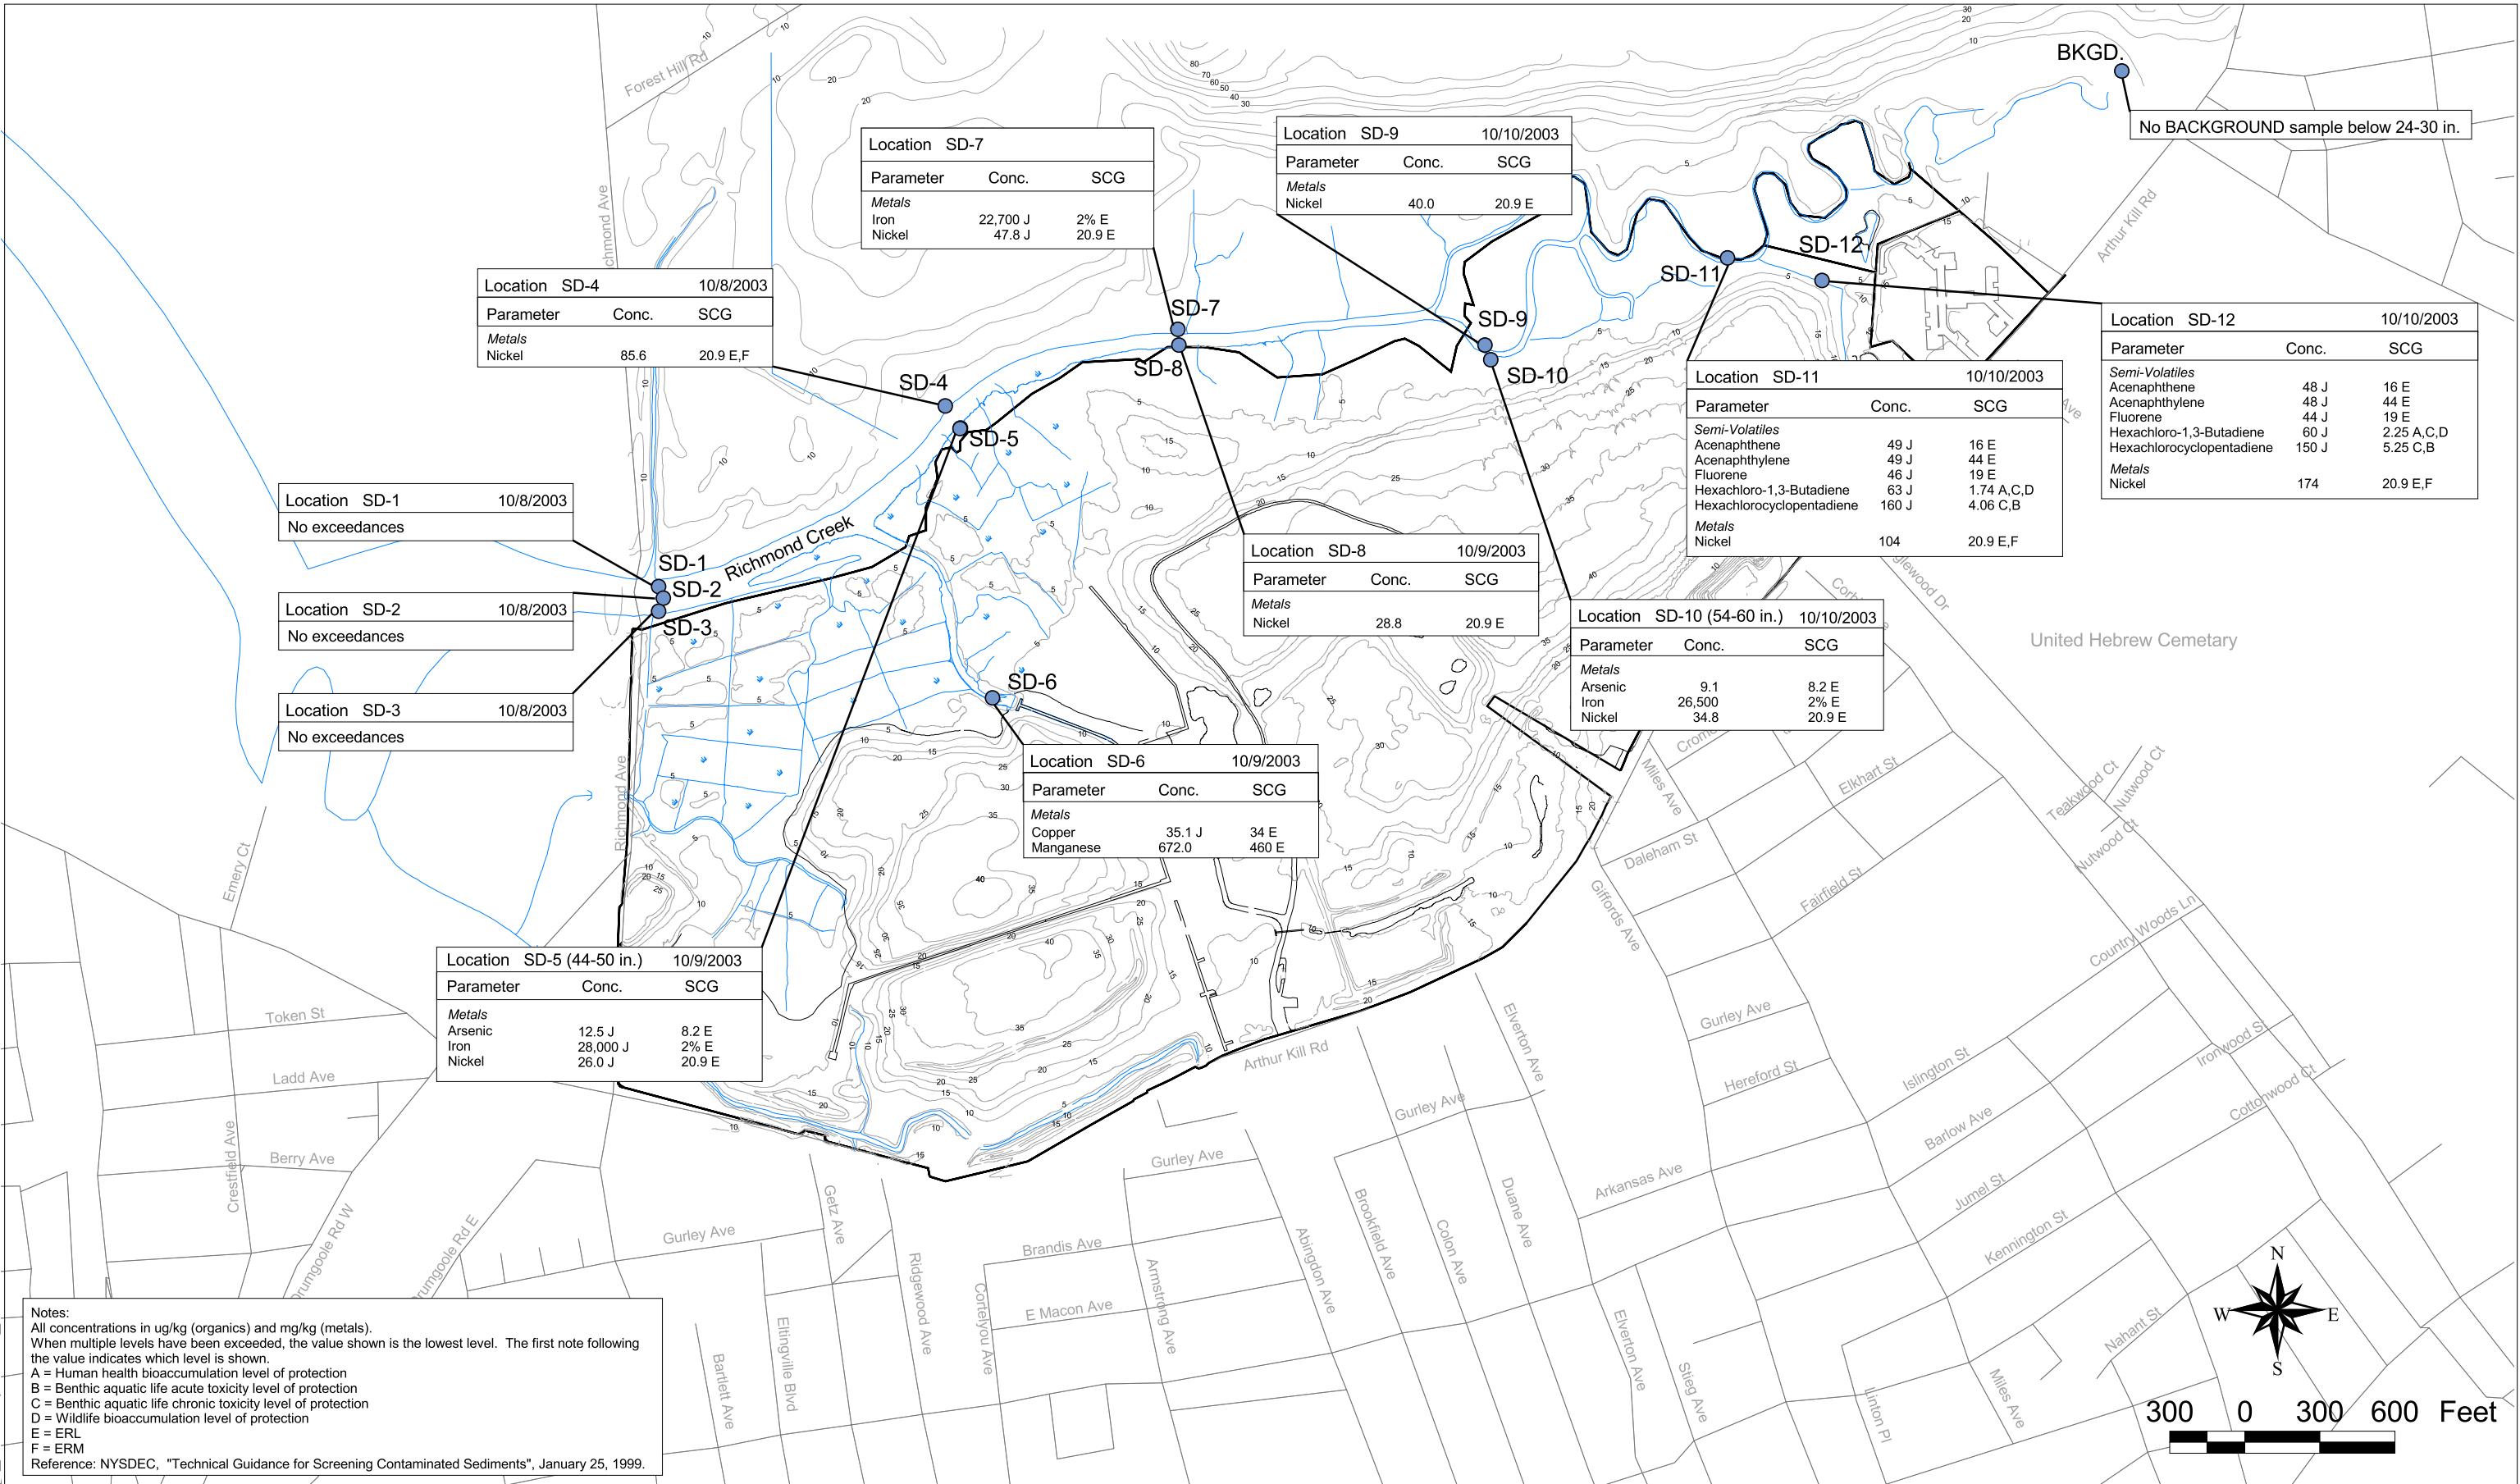 BKGD.
No BACKGROUND sample below 24-30 in.
Forest Hill Rd
Arthur Kill Rd
Location SD-7
Parameter Conc. SCG
Metals
Iron 22,700 J 2% E
Nickel 47.8 J 20.9 E
Location SD-9 10/10/2003
Parameter Conc. SCG
Metals
Nickel 40.0 20.9 E
Location SD-4 10/8/2003
Parameter Conc. SCG
Metals
Nickel 85.6 20.9 E,F
SD-12
SD-11
SD-7
SD-9
SD-8
SD-10
SD-4
SD-5
Location SD-12 10/10/2003
Parameter Conc. SCG
Semi-Volatiles
Acenaphthene 48 J 16 E
Acenaphthylene 48 J 44 E
Fluorene 44 J 19 E
Hexachloro-1,3-Butadiene 60 J 2.25 A,C,D
Hexachlorocyclopentadiene 150 J 5.25 C,B
Metals
Nickel 174 20.9 E,F
Location SD-11 10/10/2003
Parameter Conc. SCG
Semi-Volatiles
Acenaphthene 49 J 16 E
Acenaphthylene 49 J 44 E
Fluorene 46 J 19 E
Hexachloro-1,3-Butadiene 63 J 1.74 A,C,D
Hexachlorocyclopentadiene 160 J 4.06 C,B
Metals
Nickel 104 20.9 E,F
Location SD-1 10/8/2003
No exceedances
Location SD-2 10/8/2003
No exceedances
Location SD-3 10/8/2003
No exceedances
SD-1
SD-2
SD-3
Richmond Creek
SD-6
Location SD-8 10/9/2003
Parameter Conc. SCG
Metals
Nickel 28.8 20.9 E
Location SD-10 (54-60 in.) 10/10/2003
Parameter Conc. SCG
Metals
Arsenic 9.1 8.2 E
Iron 26,500 2% E
Nickel 34.8 20.9 E
United Hebrew Cemetary
Location SD-6 10/9/2003
Parameter Conc. SCG
Metals
Copper 35.1 J 34 E
Manganese 672.0 460 E
Location SD-5 (44-50 in.) 10/9/2003
Parameter Conc. SCG
Metals
Arsenic 12.5 J 8.2 E
Iron 28,000 J 2% E
Nickel 26.0 J 20.9 E
Richmond Ave
Emery Ct
Token St
Ladd Ave
Berry Ave
Crestfield Ave
Drumgoole Rd W
Drumgoole Rd E
Gurley Ave
Getz Ave
Ridgewood Ave
Eltingville Blvd
Bartlett Ave
Cortelyou Ave
Brandis Ave
E Macon Ave
Armstrong Ave
Gurley Ave
Abingdon Ave
Brookfield Ave
Colon Ave
Duane Ave
Arthur Kill Rd
Gurley Ave
Elverton Ave
Elverton Ave
Stieg Ave
Arkansas Ave
Giffords Ave
Miles Ave
Daleham St
Elkhart St
Fairfield St
Gurley Ave
Hereford St
Islington St
Barlow Ave
Jumel St
Kennington St
Nahant St
Miles Ave
Linton Pl
Country Woods Ln
Ironwood St
Cottonwood Ct
Teakwood Ct
Nutwood Ct
Nutwood Ct
N
W E
S
300 0 300 600 Feet
Notes:
All concentrations in ug/kg (organics) and mg/kg (metals).
When multiple levels have been exceeded, the value shown is the lowest level. The first note following
the value indicates which level is shown.
A = Human health bioaccumulation level of protection
B = Benthic aquatic life acute toxicity level of protection
C = Benthic aquatic life chronic toxicity level of protection
D = Wildlife bioaccumulation level of protection
E = ERL
F = ERM
Reference: NYSDEC, "Technical Guidance for Screening Contaminated Sediments", January 25, 1999.